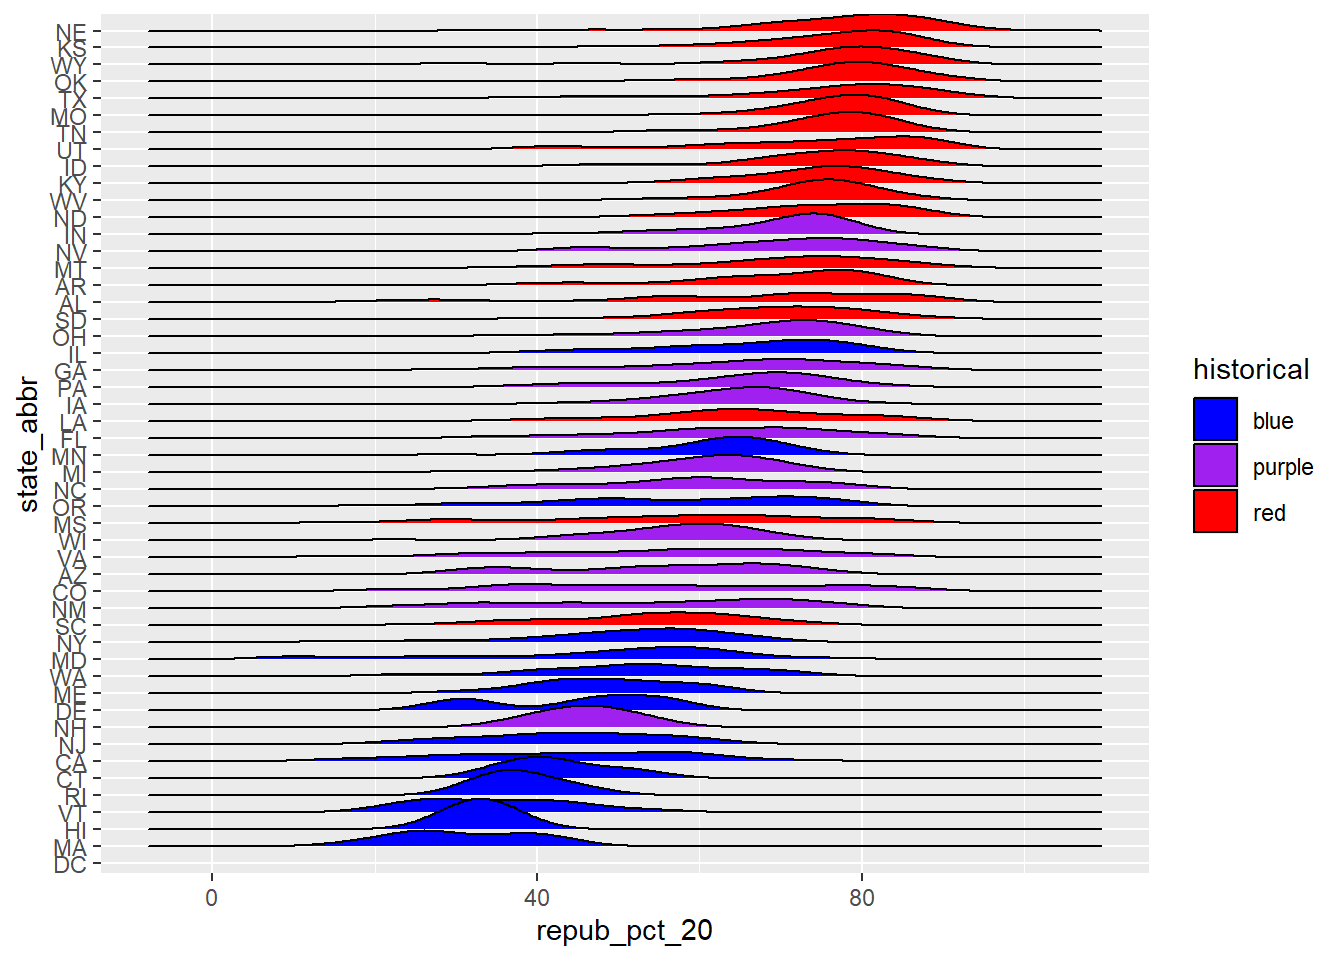 NE
KS
WY
OK
TX
MO
TN
UT
ID
KY
WV
ND
IN
NV
MT
AR
AL
SD
OH
IL
GA
PA
IA
LA
FL
MN
MI
NC
OR
MS
WI
VA
AZ
CO
NM
SC
NY
MD
WA
ME
DE
NH
NJ
CA
CT
RI
VT
HI
MA
DC
state_abbr
0 40 80
repub_pct_20
historical
blue
purple
red